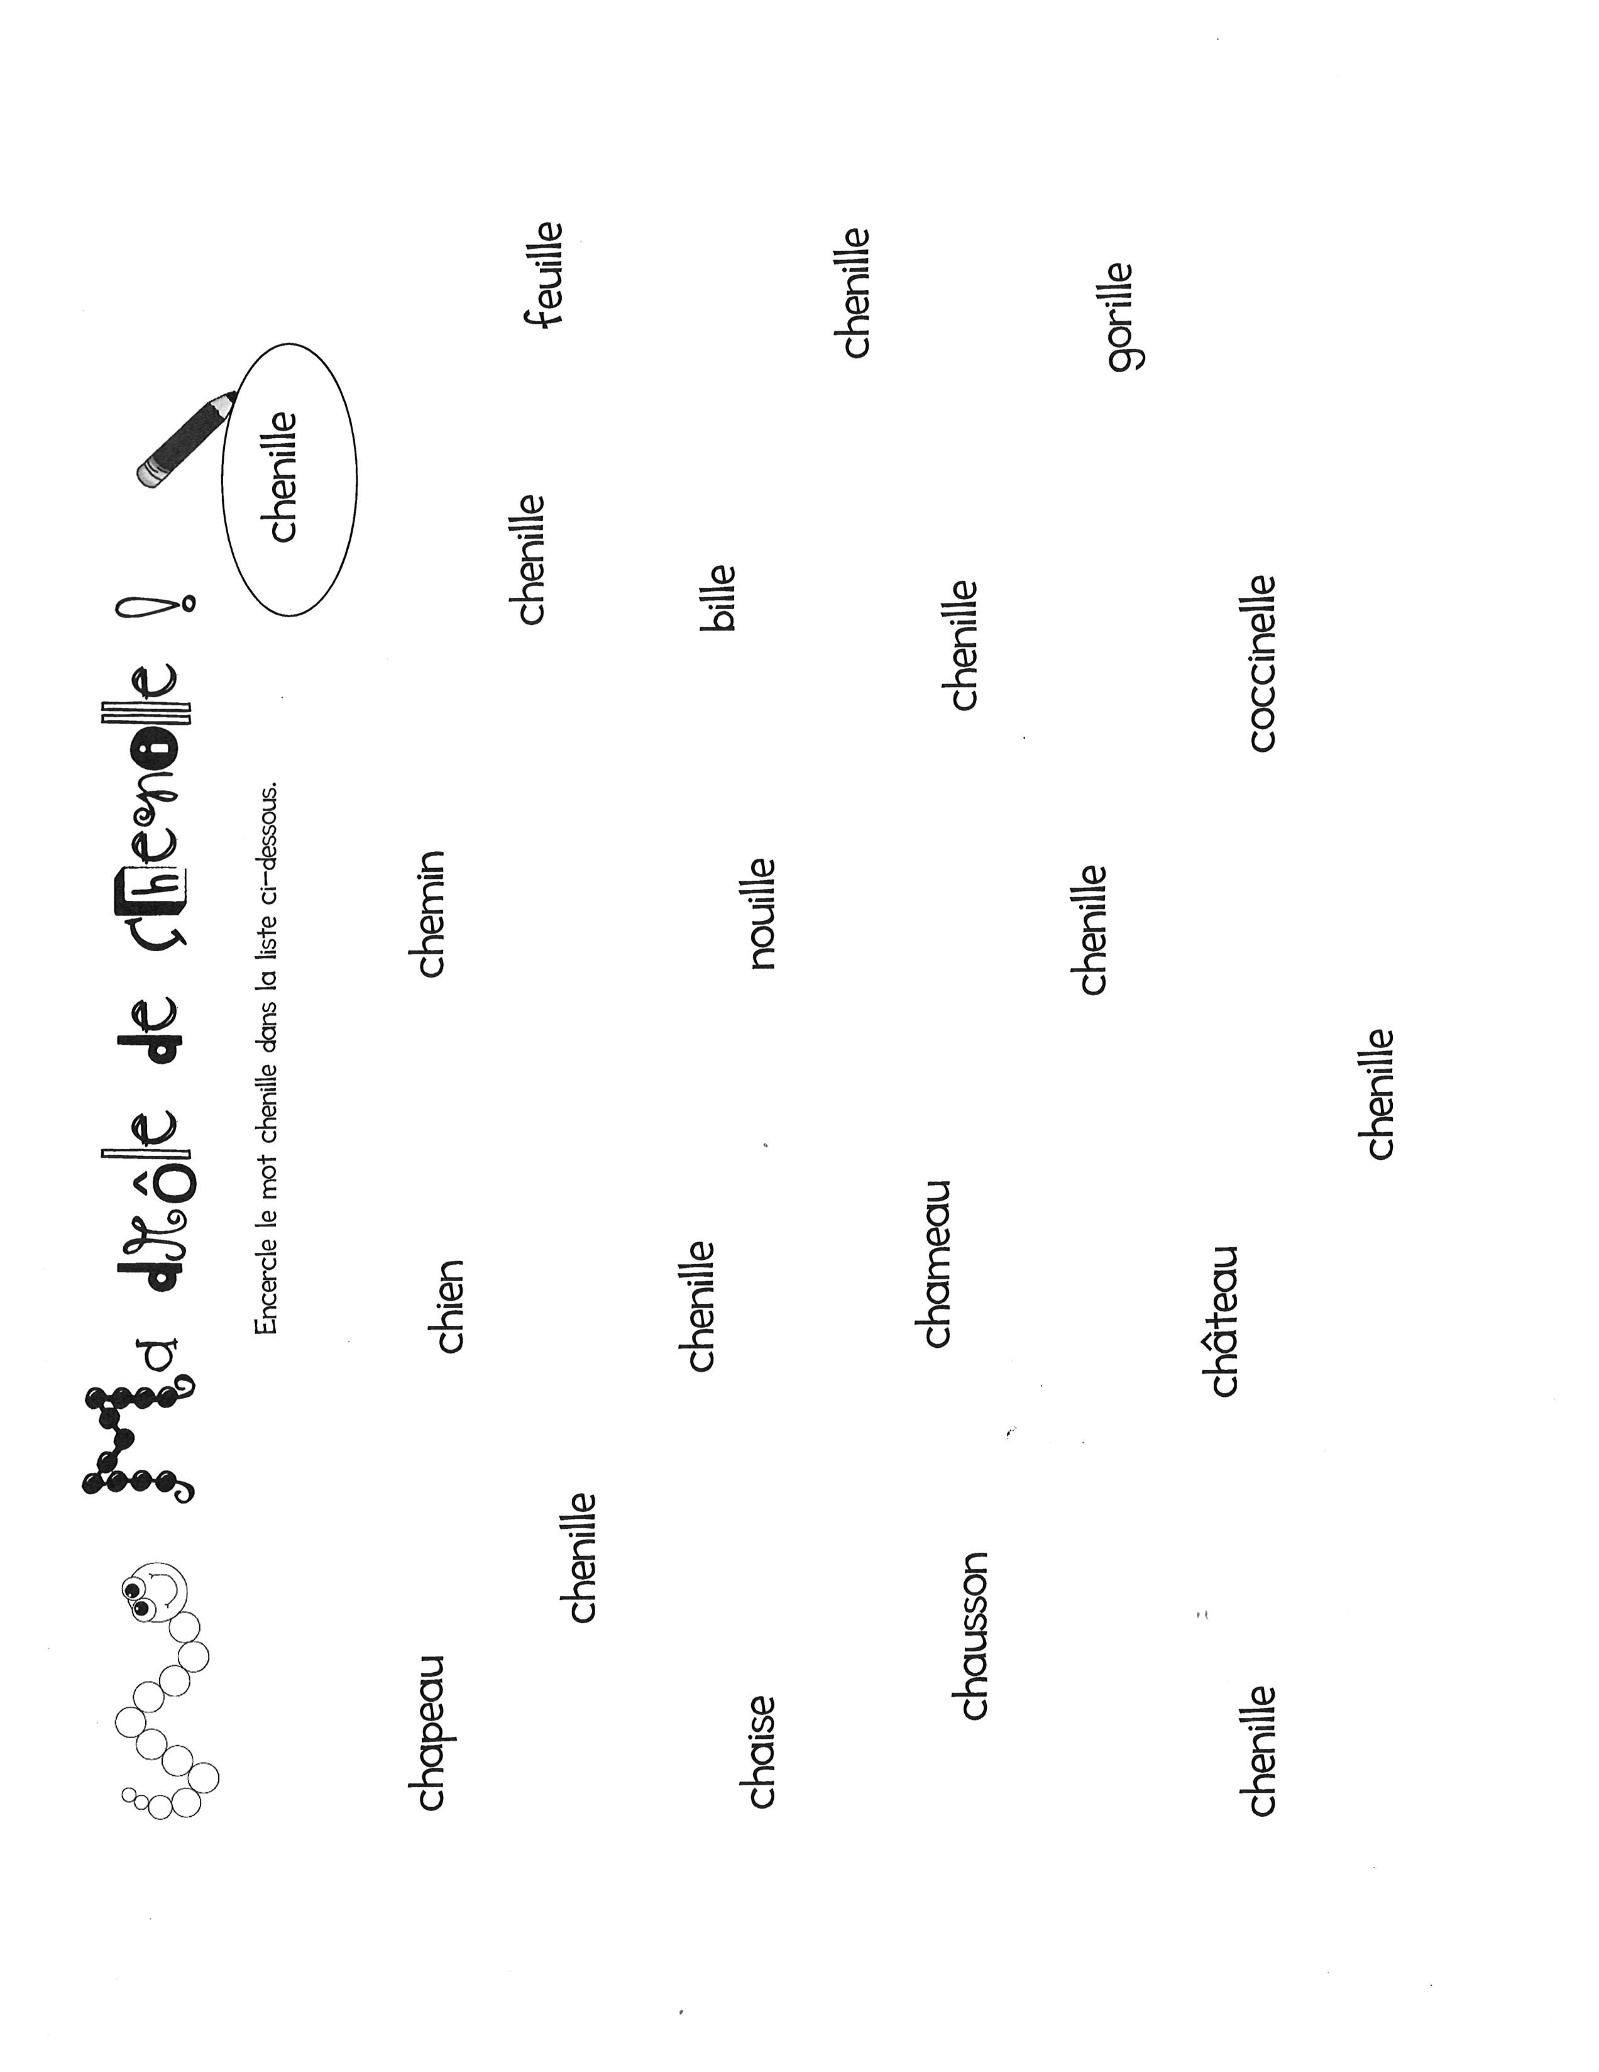 Ma drôle de chenille !
Encercle le mot chenille dans la liste ci-dessous.
chenille
chapeau chien chemin
chenille feuille
chenille
chenille bille
chaise nouille
chenille
chausson chameau chenille
chenille gorille
chenille château coccinelle
chenille